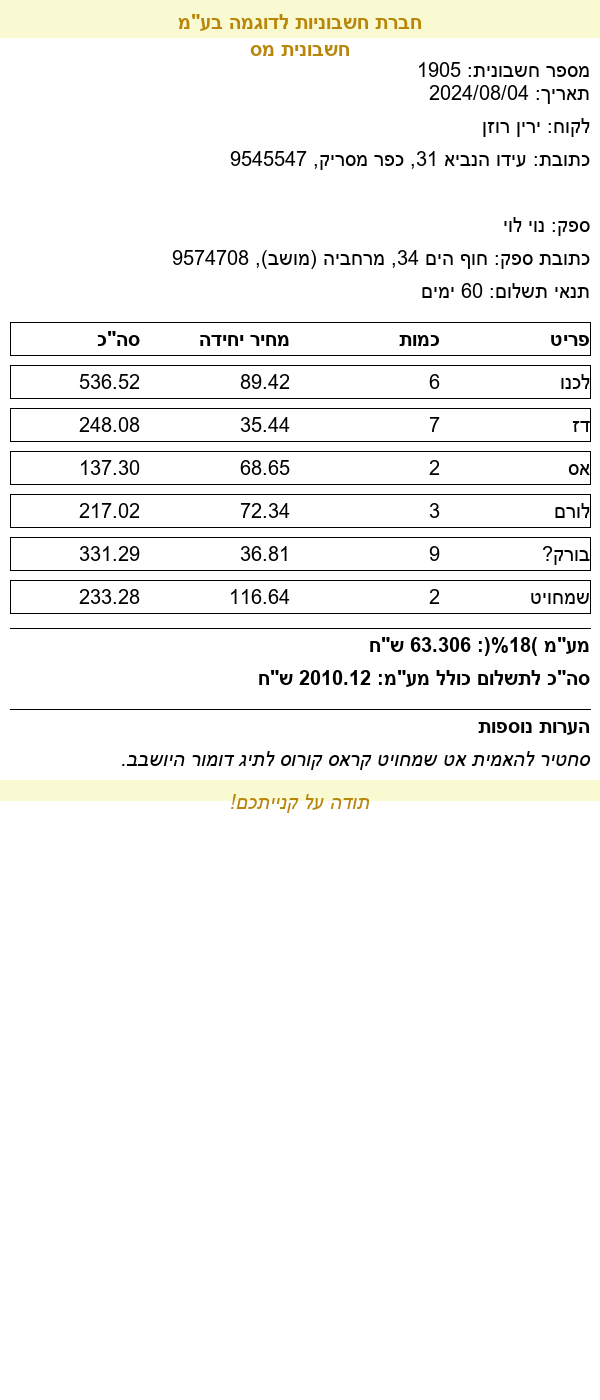 חברת חשבוניות לדוגמה בע"מ
חשבונית מס
מספר חשבונית: 1905
תאריך: 2024/08/04
לקוח: ירין רוזן
כתובת: עידו הנביא 31, כפר מסריק, 9545547
ספק: נוי לוי
כתובת ספק: חוף הים 34, מרחביה (מושב), 9574708
תנאי תשלום: 60 ימים
פריט כמות מחיר יחידה סה"כ
לכנו 6 89.42 536.52
דז 7 35.44 248.08
אס 2 68.65 137.30
לורם 3 72.34 217.02
בורק? 9 36.81 331.29
שמחויט 2 116.64 233.28
מע"מ )18%(: 63.306 ש"ח
סה"כ לתשלום כולל מע"מ: 2010.12 ש"ח
הערות נוספות
סחטיר להאמית אט שמחויט קראס קורוס לתיג דומור היושבב.
תודה על קנייתכם!